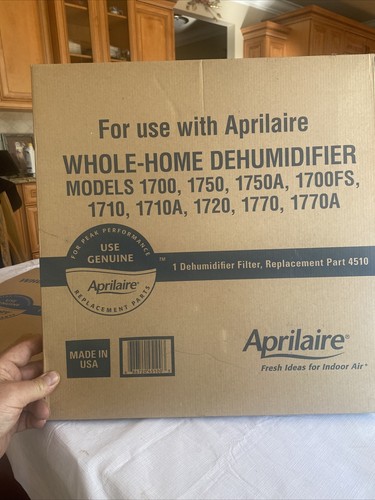 For use with Aprilaire
WHOLE-HOME DEHUMIDIFIER
MODELS 1700, 1750, 1750A, 1700FS,
1710, 1710A, 1720, 1770, 1770A
FOR PEAK PERFORMANCE
USE
GENUINE
Aprilaire®
REPLACEMENT PARTS
™
1 Dehumidifier Filter, Replacement Part 4510
MADE IN
USA
Aprilaire®
Fresh Ideas for Indoor Air™